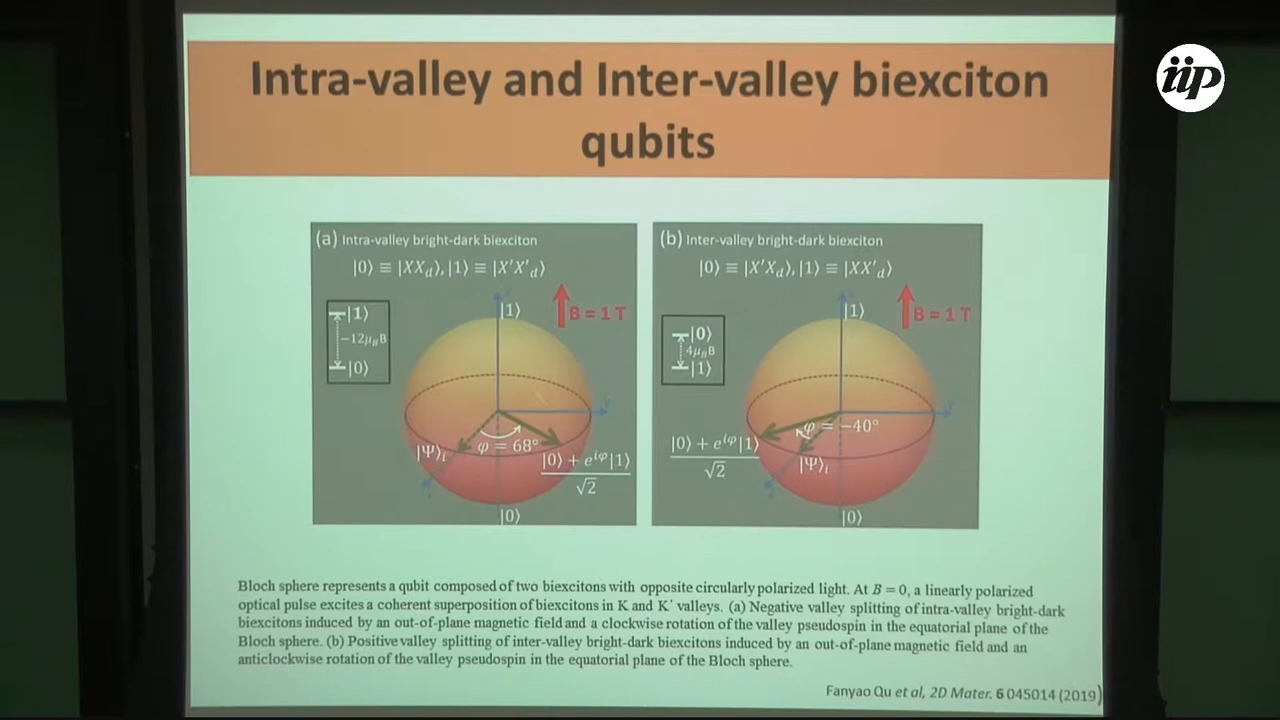 iip
Intra-valley and Inter-valley biexciton
qubits
(a) Intra-valley bright-dark biexciton
|0⟩ ≡ |XX_d⟩, |1⟩ ≡ |X'X'_d⟩
|1⟩
B = 1 T
|1⟩
−12μ_B B
|0⟩
|Ψ⟩_i
φ = 68°
|0⟩ + e^{iφ}|1⟩
√2
|0⟩
(b) Inter-valley bright-dark biexciton
|0⟩ ≡ |X'X_d⟩, |1⟩ ≡ |XX'_d⟩
|1⟩
B = 1 T
|0⟩
4μ_B B
|1⟩
φ = −40°
|0⟩ + e^{iφ}|1⟩
√2
|Ψ⟩_i
|0⟩
Bloch sphere represents a qubit composed of two biexcitons with opposite circularly polarized light. At B = 0, a linearly polarized
optical pulse excites a coherent superposition of biexcitons in K and K' valleys. (a) Negative valley splitting of intra-valley bright-dark
biexcitons induced by an out-of-plane magnetic field and a clockwise rotation of the valley pseudospin in the equatorial plane of the
Bloch sphere. (b) Positive valley splitting of inter-valley bright-dark biexcitons induced by an out-of-plane magnetic field and an
anticlockwise rotation of the valley pseudospin in the equatorial plane of the Bloch sphere.
Fanyao Qu et al, 2D Mater. 6 045014 (2019)